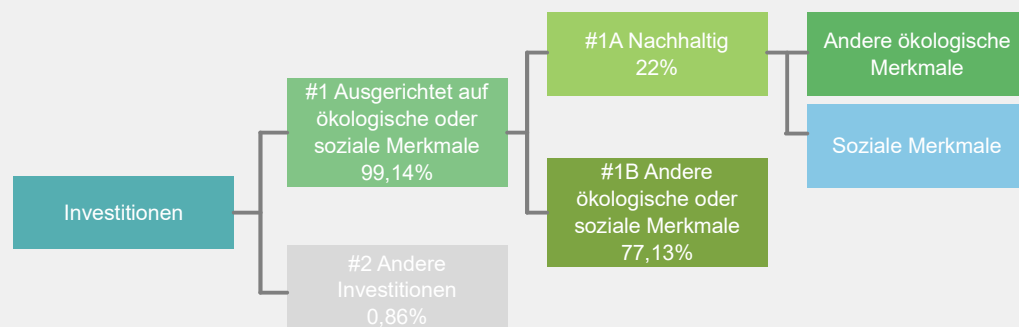 Investitionen
#1 Ausgerichtet auf
ökologische oder
soziale Merkmale
99,14%
#2 Andere
Investitionen
0,86%
#1A Nachhaltig
22%
#1B Andere
ökologische oder
soziale Merkmale
77,13%
Andere ökologische
Merkmale
Soziale Merkmale